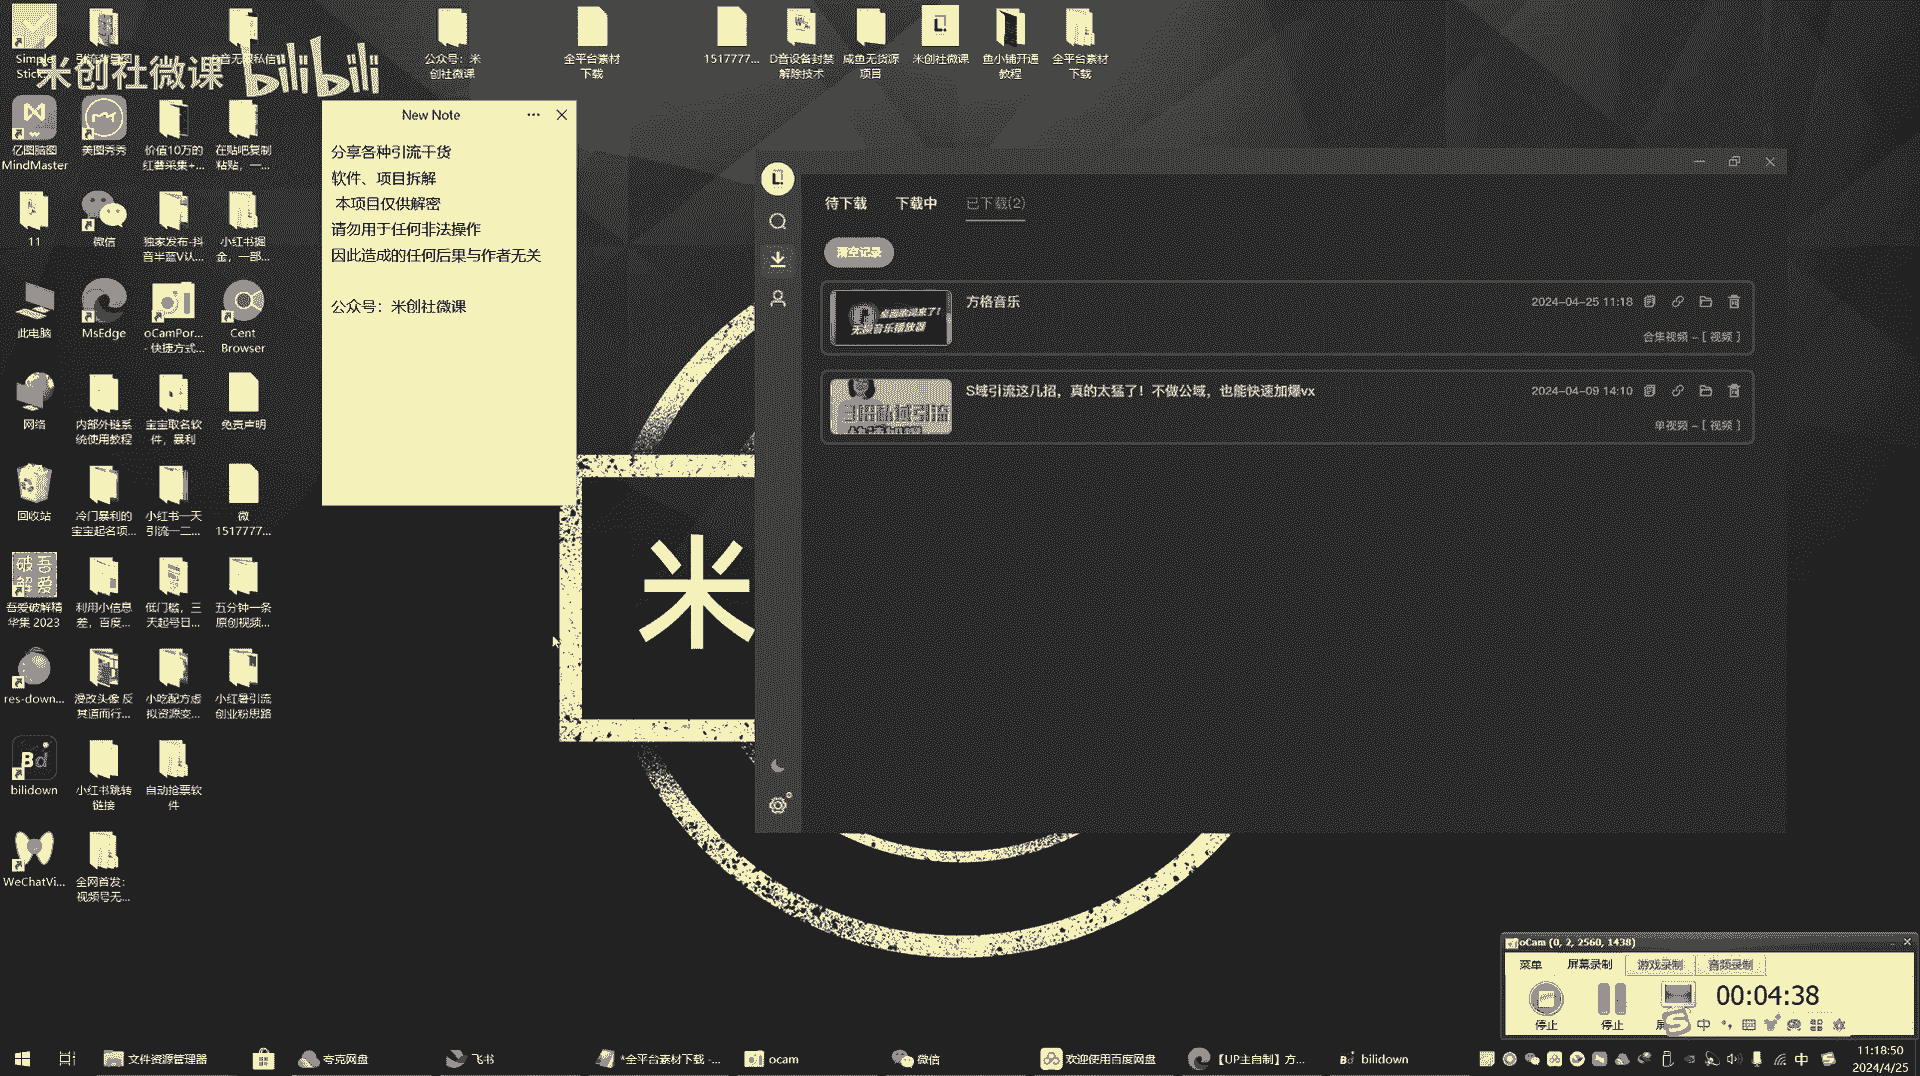 米创社微课 bilibili
Simple
Stick...
公众号：米
创社微课
全平台素材
下载
1517777...
D音设备封禁
解除技术
咸鱼无货源
项目
米创社微课
鱼小铺开通
教程
全平台素材
下载
亿图脑图
MindMaster
美图秀秀
价值10万的
红薯采集+...
在贴吧复制
粘贴，一...
11
微信
独家发布-抖
音半蓝V认...
小红书掘
金，一部...
此电脑
MsEdge
oCamPor...
- 快捷方式...
Cent
Browser
网络
内部外链系
统使用教程
宝宝取名软
件，暴利
免责声明
回收站
冷门暴利的
宝宝起名项...
小红书一天
引流一二...
微
1517777...
吾爱破解精
华集 2023
利用小信息
差，百度...
低门槛，三
天起号日...
五分钟一条
原创视频...
res-down...
漫改头像 反
其道而行...
小吃配方虚
拟资源变...
小红署引流
创业粉思路
Bd
bilidown
小红书跳转
链接
自动抢票软
件
WeChatVi...
全网首发：
视频号无...
New Note
分享各种引流干货
软件、项目拆解
本项目仅供解密
请勿用于任何非法操作
因此造成的任何后果与作者无关
公众号：米创社微课
米
待下载 下载中 已下载(2)
清空记录
桌面歌词来了！
无损音乐播放器
方格音乐
2024-04-25 11:18
合集视频 - [ 视频 ]
S域引流这几招，真的太猛了！不做公域，也能快速加爆vx
2024-04-09 14:10
单视频 - [ 视频 ]
oCam (0, 2, 2560, 1438)
菜单 屏幕录制 游戏录制 音频录制
00:04:38
停止 停止
中
文件资源管理器 夸克网盘 飞书 *全平台素材下载 -... ocam 微信 欢迎使用百度网盘 【UP主自制】方... Bd bilidown 中
11:18:50
2024/4/25